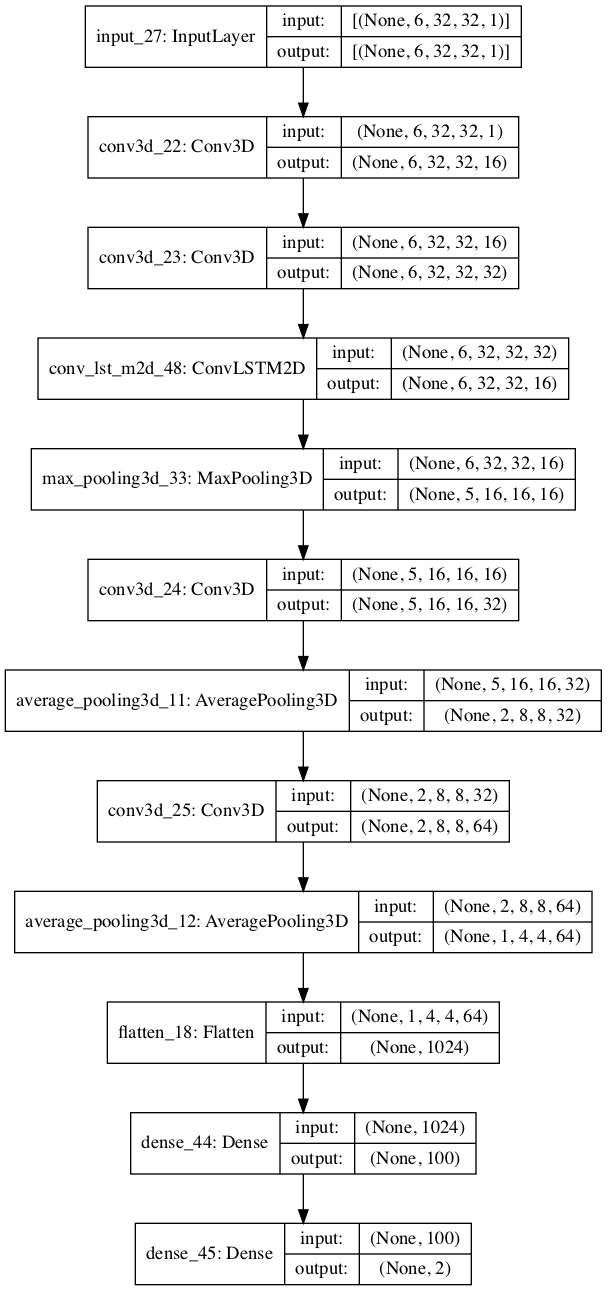 input_27: InputLayer
input: [(None, 6, 32, 32, 1)]
output: [(None, 6, 32, 32, 1)]
conv3d_22: Conv3D
input: (None, 6, 32, 32, 1)
output: (None, 6, 32, 32, 16)
conv3d_23: Conv3D
input: (None, 6, 32, 32, 16)
output: (None, 6, 32, 32, 32)
conv_lst_m2d_48: ConvLSTM2D
input: (None, 6, 32, 32, 32)
output: (None, 6, 32, 32, 16)
max_pooling3d_33: MaxPooling3D
input: (None, 6, 32, 32, 16)
output: (None, 5, 16, 16, 16)
conv3d_24: Conv3D
input: (None, 5, 16, 16, 16)
output: (None, 5, 16, 16, 32)
average_pooling3d_11: AveragePooling3D
input: (None, 5, 16, 16, 32)
output: (None, 2, 8, 8, 32)
conv3d_25: Conv3D
input: (None, 2, 8, 8, 32)
output: (None, 2, 8, 8, 64)
average_pooling3d_12: AveragePooling3D
input: (None, 2, 8, 8, 64)
output: (None, 1, 4, 4, 64)
flatten_18: Flatten
input: (None, 1, 4, 4, 64)
output: (None, 1024)
dense_44: Dense
input: (None, 1024)
output: (None, 100)
dense_45: Dense
input: (None, 100)
output: (None, 2)